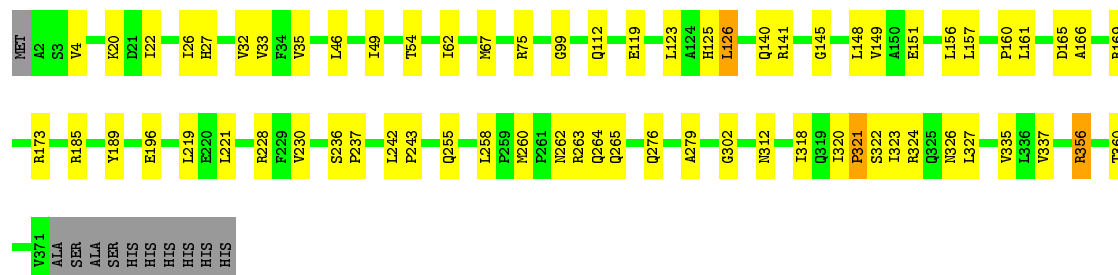 MET A2 S3 V4 K20 D21 I22 I26 H27 V32 V33 F34 V35 L46 I49 T54 I62 M67 R75 G99 Q112 E119 L123 A124 H125 L126 Q140 R141 G145 L148 V149 A150 E151 L156 L157 P160 L161 D165 A166 R169
R173 R185 Y189 E196 L219 E220 L221 R228 F229 V230 S236 P237 L242 P243 Q255 L258 P259 M260 P261 N262 R263 Q264 Q265 Q276 A279 G302 N312 I318 Q319 I320 P321 S322 I323 R324 Q325 N326 L327 V335 L336 V337 R356 T360
V371 ALA SER ALA SER HIS HIS HIS HIS HIS HIS